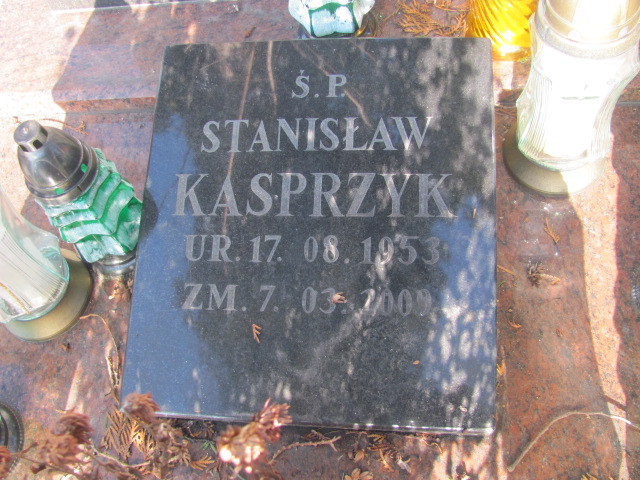 Ś.P.
STANISŁAW
KASPRZYK
UR. 17. 08. 1953
ZM. 7. 03. 2009